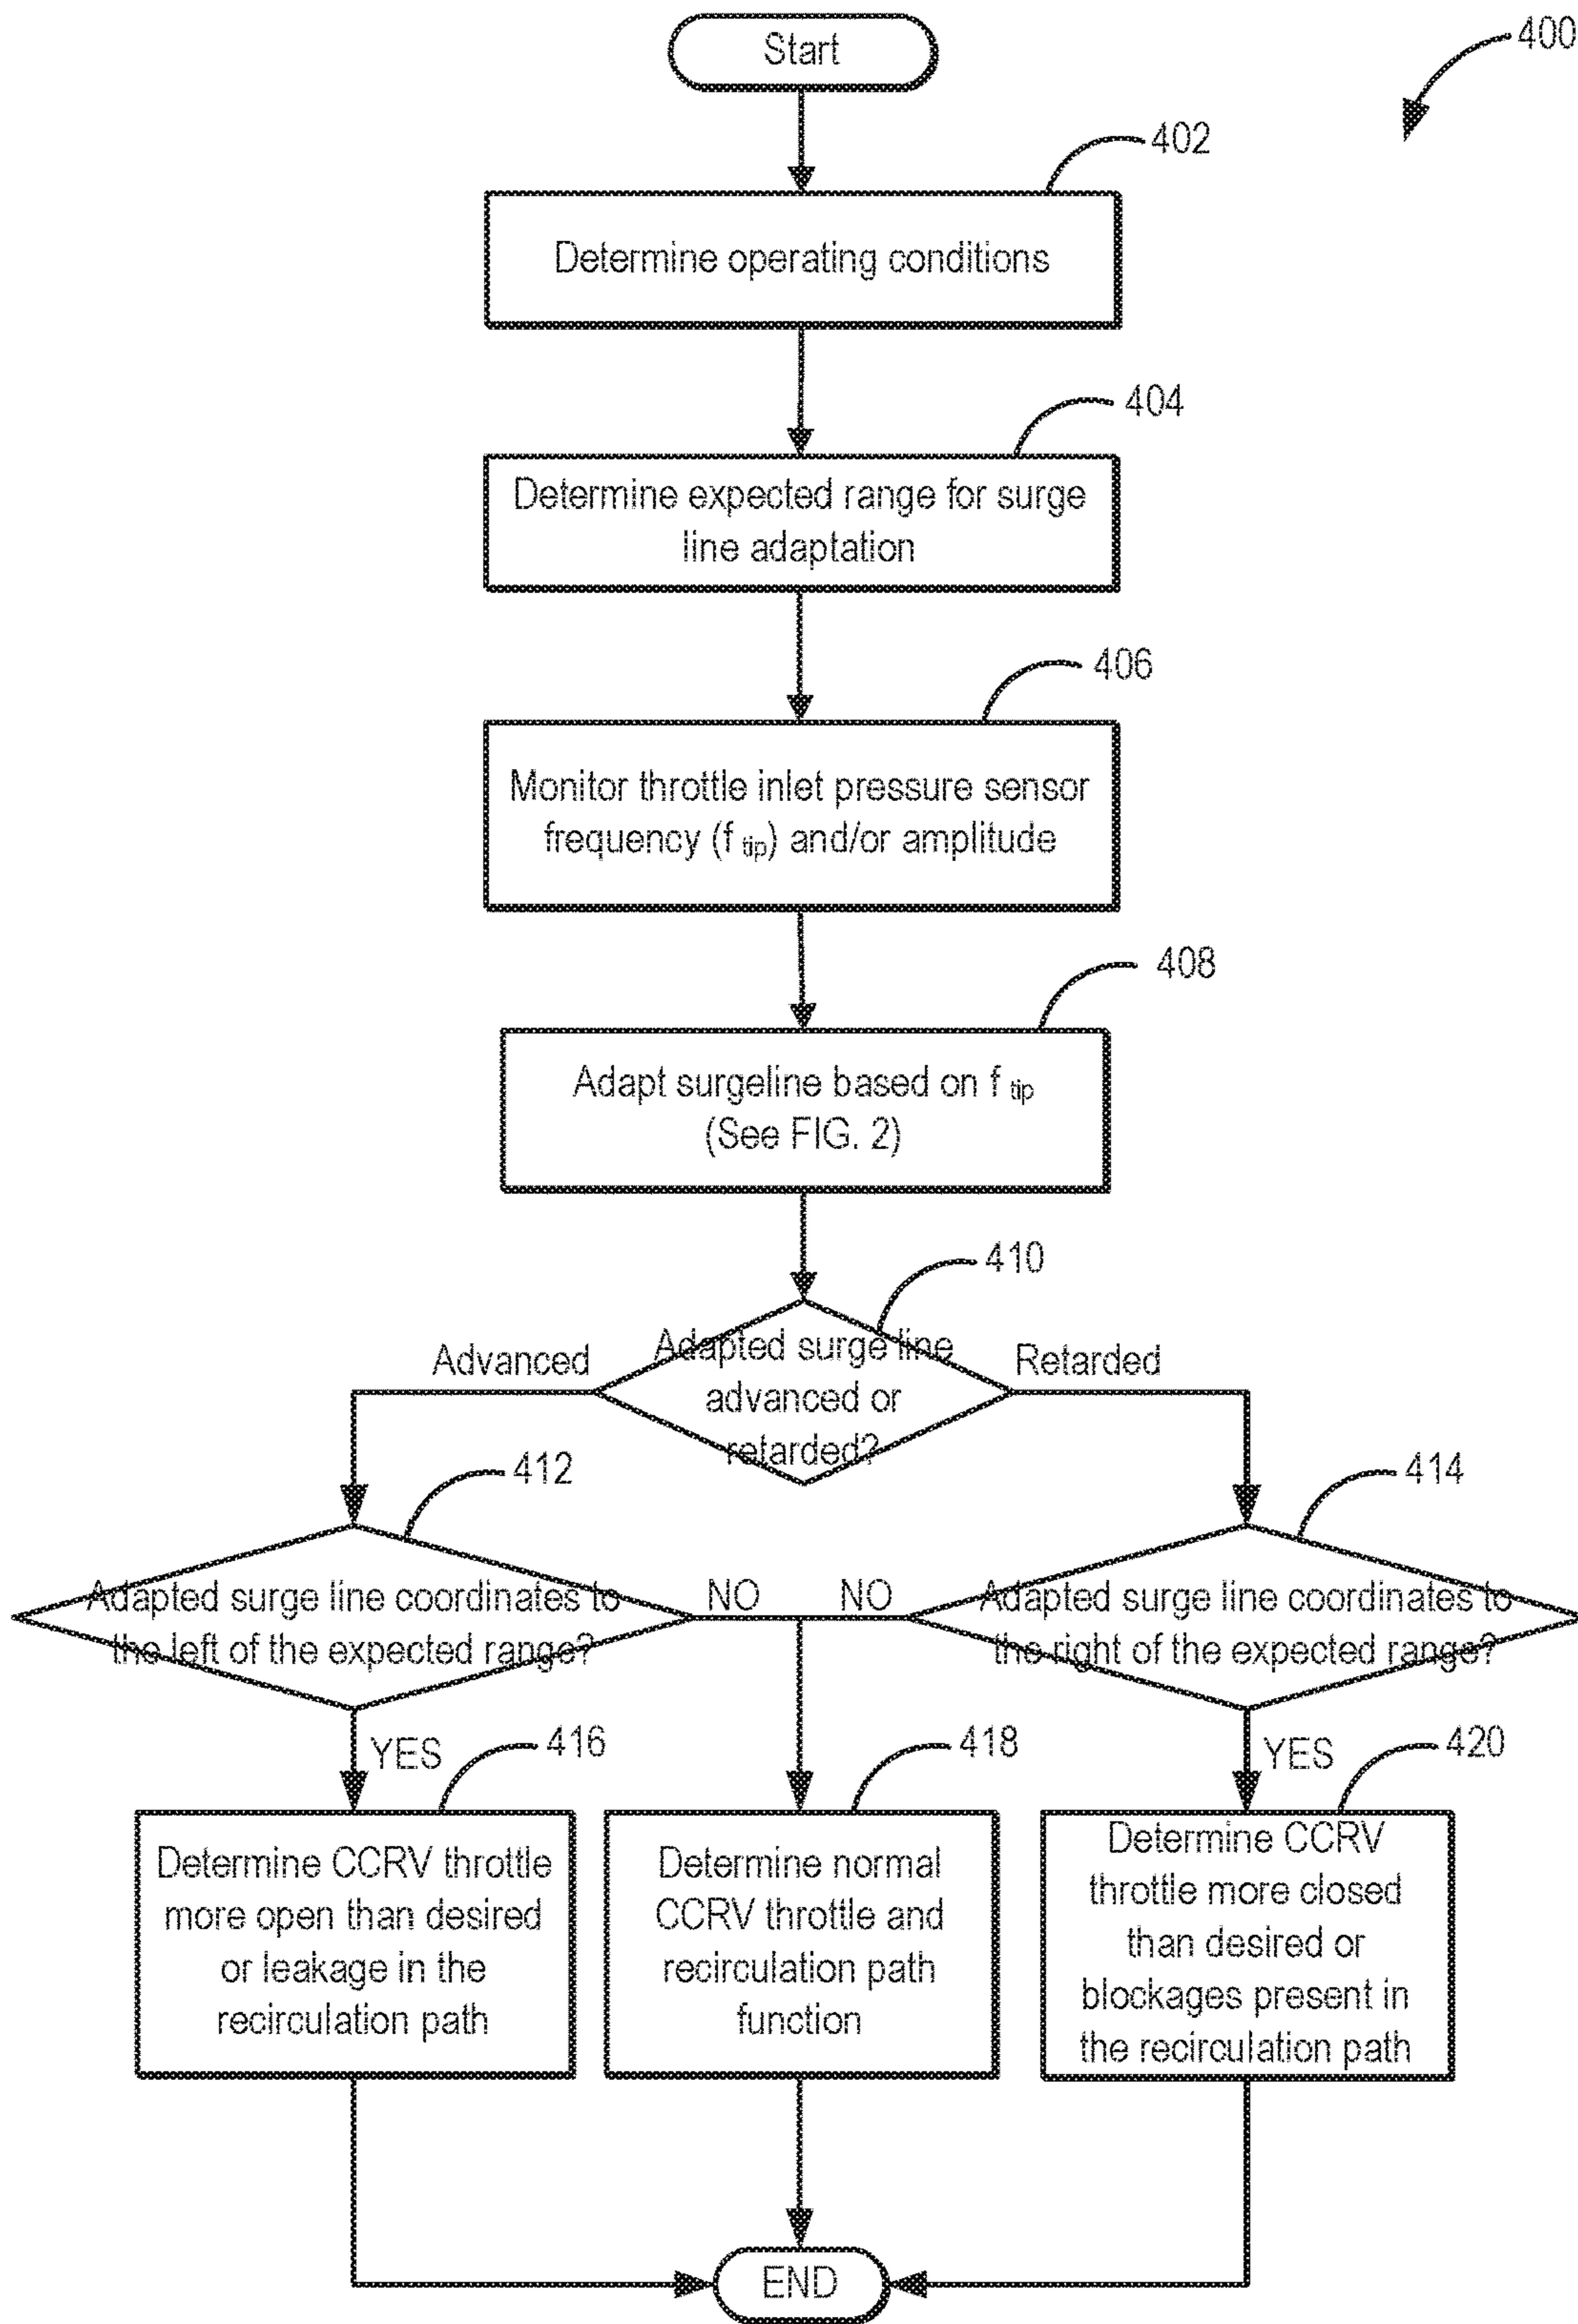 Start
400
402
Determine operating conditions
404
Determine expected range for surge
line adaptation
406
Monitor throttle inlet pressure sensor
frequency (f tip) and/or amplitude
408
Adapt surgeline based on f tip
(See FIG. 2)
410
Adapted surge line
advanced or
retarded?
Advanced
Retarded
412
Adapted surge line coordinates to
the left of the expected range?
NO
NO
414
Adapted surge line coordinates to
the right of the expected range?
YES
416
Determine CCRV throttle
more open than desired
or leakage in the
recirculation path
418
Determine normal
CCRV throttle and
recirculation path
function
YES
420
Determine CCRV
throttle more closed
than desired or
blockages present in
the recirculation path
END